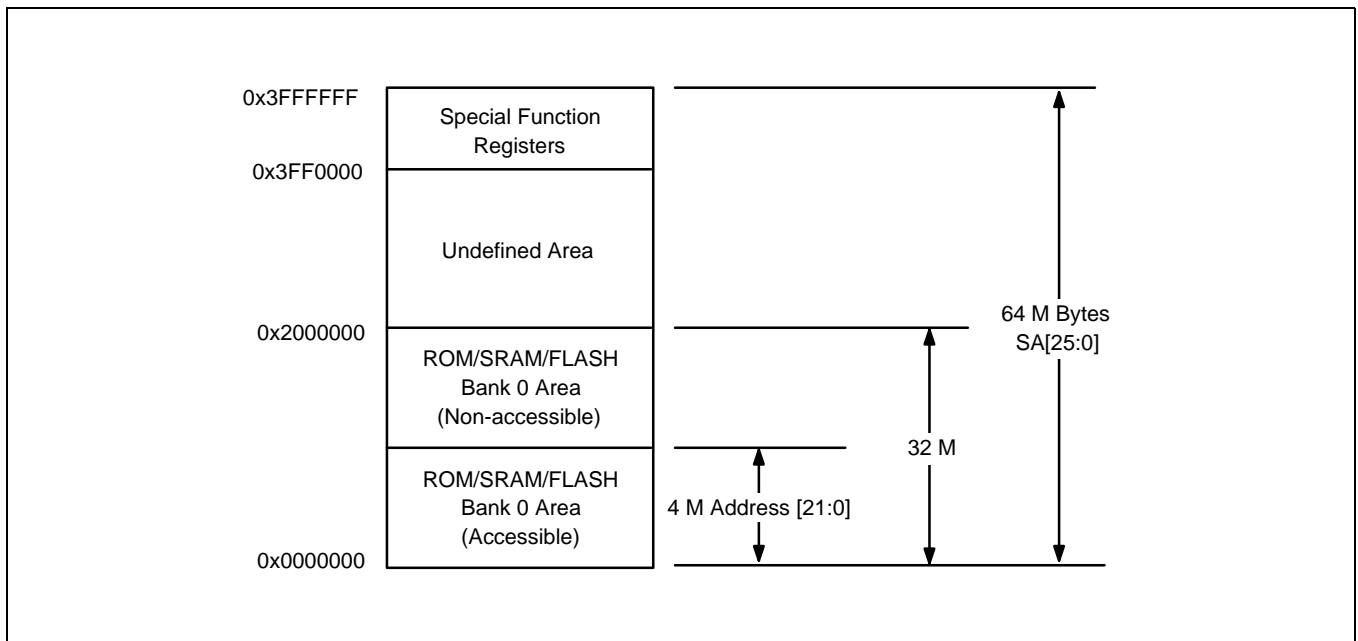 0x3FFFFFF
Special Function
Registers
0x3FF0000
Undefined Area
64 M Bytes
SA[25:0]
0x2000000
ROM/SRAM/FLASH
Bank 0 Area
(Non-accessible)
32 M
ROM/SRAM/FLASH
Bank 0 Area
(Accessible)
4 M Address [21:0]
0x0000000